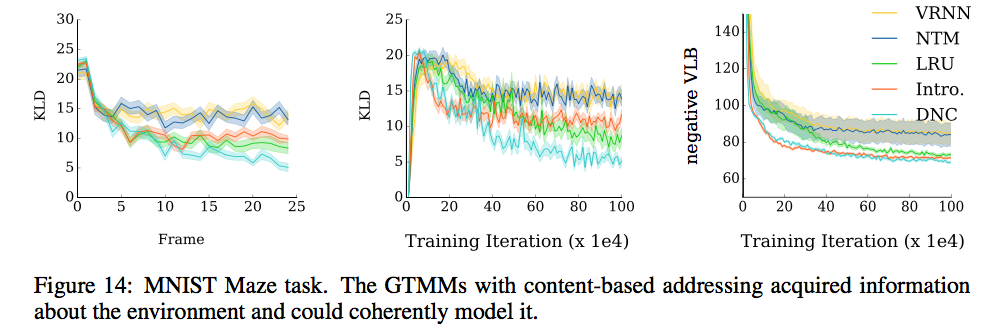 30
25
20
15
10
5
0
KLD
0 5 10 15 20 25
Frame
25
20
15
10
5
0
KLD
0 20 40 60 80 100
Training Iteration (x 1e4)
140
120
100
80
60
negative VLB
0 20 40 60 80 100
Training Iteration (x 1e4)
VRNN
NTM
LRU
Intro.
DNC
Figure 14: MNIST Maze task. The GTMMs with content-based addressing acquired information
about the environment and could coherently model it.